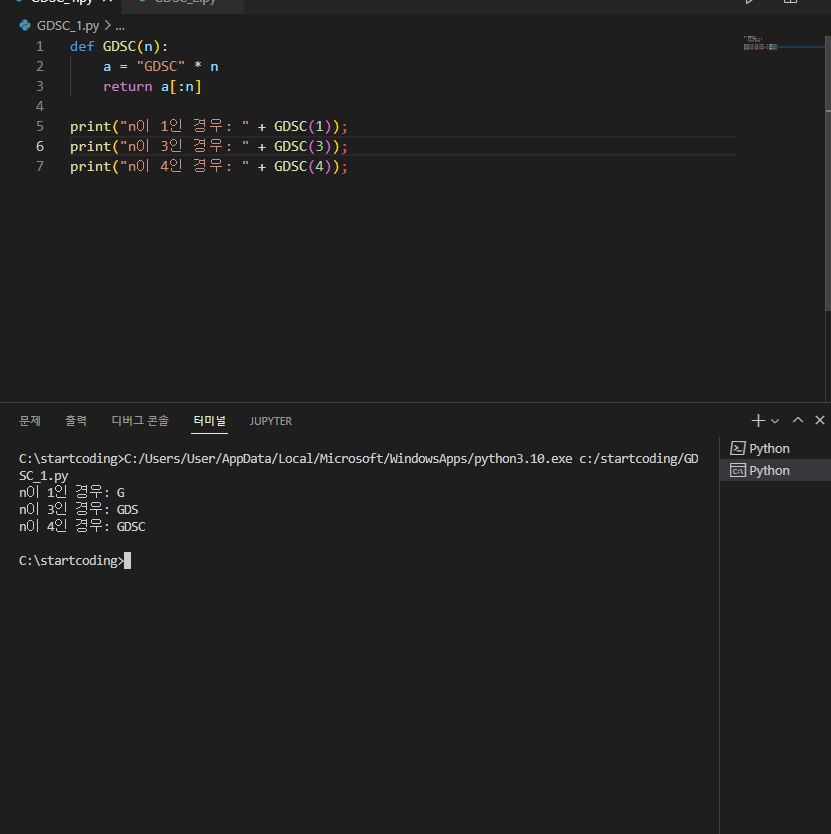 GDSC_1.py GDSC_2.py
GDSC_1.py > ...
1 def GDSC(n):
2 a = "GDSC" * n
3 return a[:n]
4
5 print("n이 1인 경우: " + GDSC(1));
6 print("n이 3인 경우: " + GDSC(3));
7 print("n이 4인 경우: " + GDSC(4));
문제 출력 디버그 콘솔 터미널 JUPYTER
C:\startcoding>C:/Users/User/AppData/Local/Microsoft/WindowsApps/python3.10.exe c:/startcoding/GD
SC_1.py
n이 1인 경우: G
n이 3인 경우: GDS
n이 4인 경우: GDSC
C:\startcoding>
Python
Python